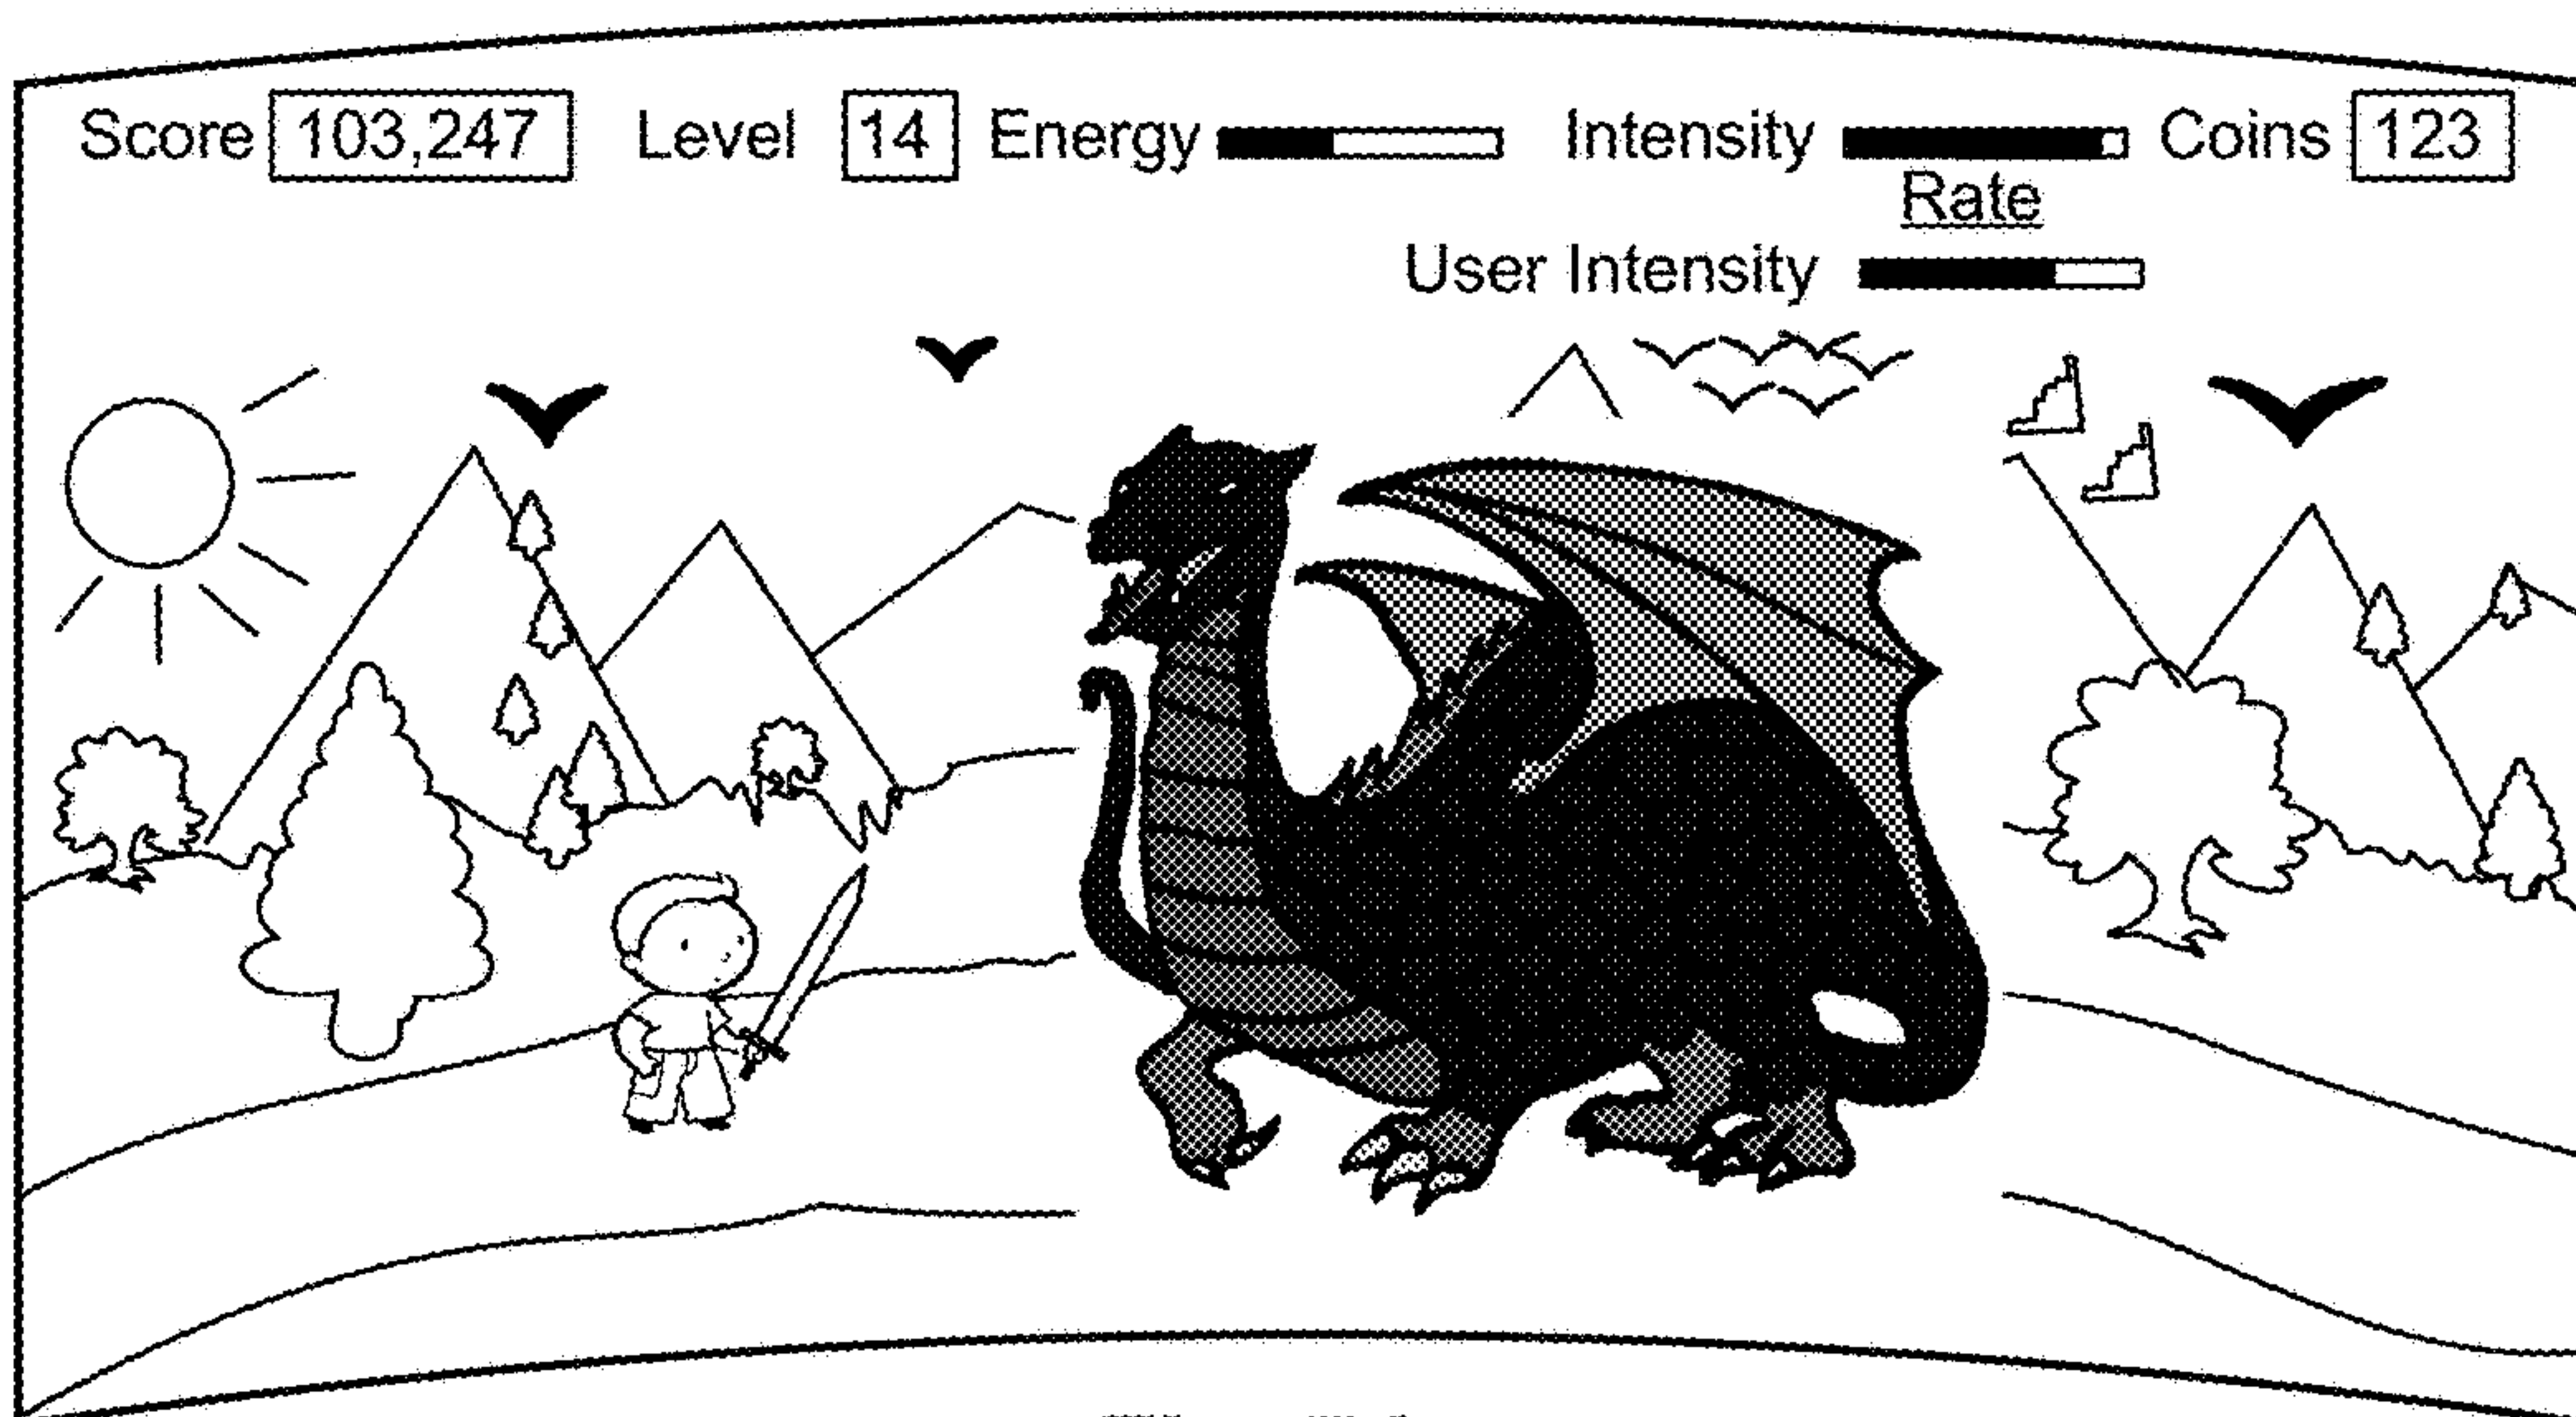 Score 103,247 Level 14 Energy Intensity Coins 123
Rate
User Intensity